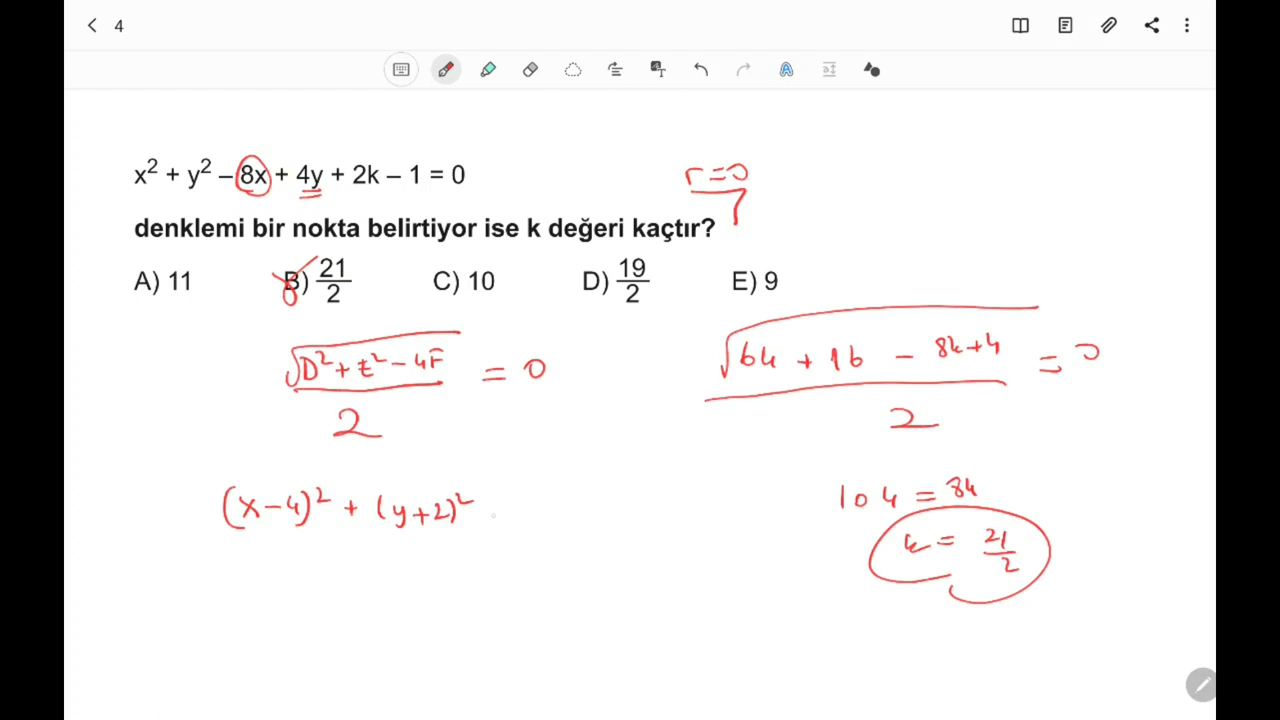 4
x² + y² – 8x + 4y + 2k – 1 = 0
r = 0
denklemi bir nokta belirtiyor ise k değeri kaçtır?
A) 11 B) 21/2 C) 10 D) 19/2 E) 9
√(D² + E² – 4F) / 2 = 0
√(64 + 16 – 8k + 4) / 2 = 0
(x – 4)² + (y + 2)²
104 = 8k
k = 21/2